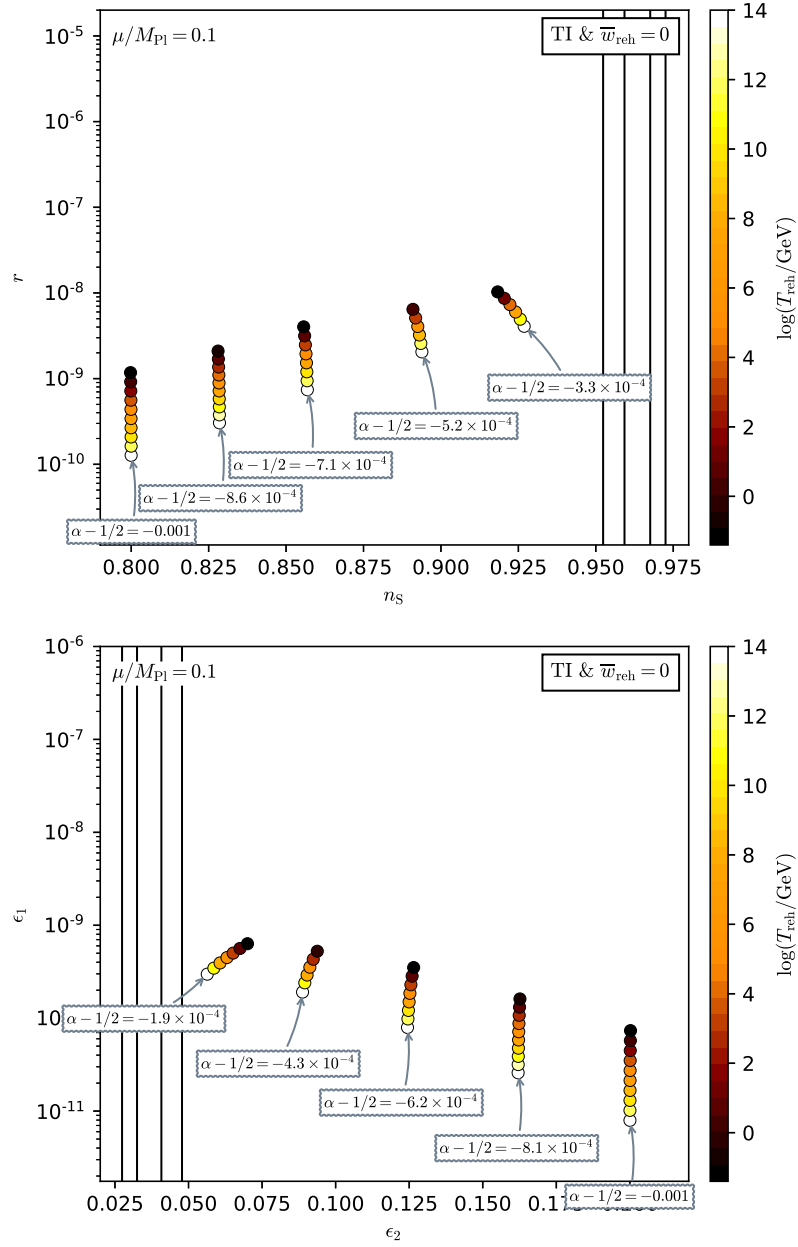 μ/M_Pl = 0.1
TI & w̅_reh = 0
10^-5
10^-6
10^-7
10^-8
10^-9
10^-10
r
α − 1/2 = −3.3 × 10^-4
α − 1/2 = −5.2 × 10^-4
α − 1/2 = −7.1 × 10^-4
α − 1/2 = −8.6 × 10^-4
α − 1/2 = −0.001
0.800 0.825 0.850 0.875 0.900 0.925 0.950 0.975
n_S
14
12
10
8
6
4
2
0
log(T_reh/GeV)
μ/M_Pl = 0.1
TI & w̅_reh = 0
10^-6
10^-7
10^-8
10^-9
10^-11
ϵ_1
α − 1/2 = −1.9 × 10^-4
α − 1/2 = −4.3 × 10^-4
α − 1/2 = −6.2 × 10^-4
α − 1/2 = −8.1 × 10^-4
α − 1/2 = −0.001
0.025 0.050 0.075 0.100 0.125 0.150
ϵ_2
14
12
10
8
6
4
2
0
log(T_reh/GeV)